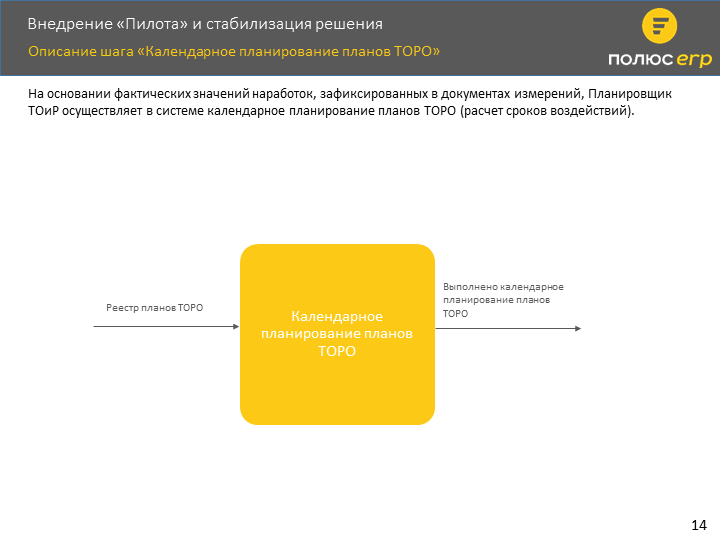 Внедрение «Пилота» и стабилизация решения
Описание шага «Календарное планирование планов ТОРО»
ПОЛЮС erp
На основании фактических значений наработок, зафиксированных в документах измерений, Планировщик
ТОиР осуществляет в системе календарное планирование планов ТОРО (расчет сроков воздействий).
Реестр планов ТОРО
Календарное
планирование планов
ТОРО
Выполнено календарное
планирование планов
ТОРО
14